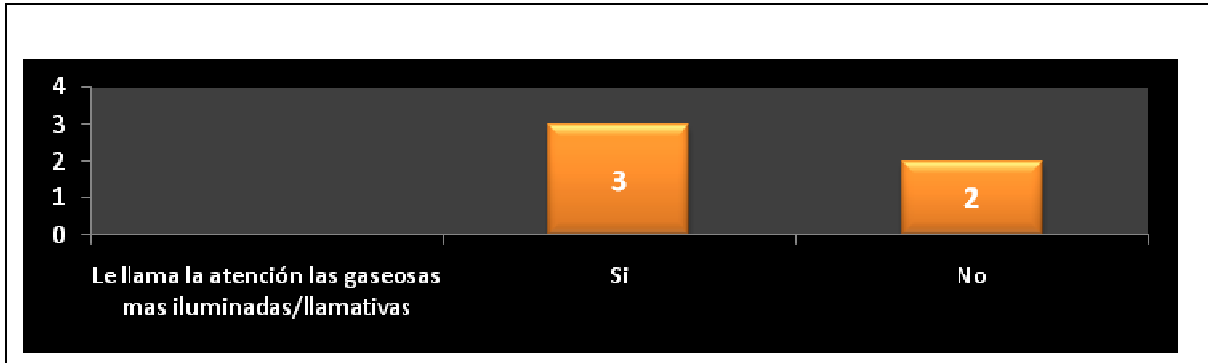 4
3
2
1
0
3
2
Le llama la atención las gaseosas
mas iluminadas/llamativas
Si
No